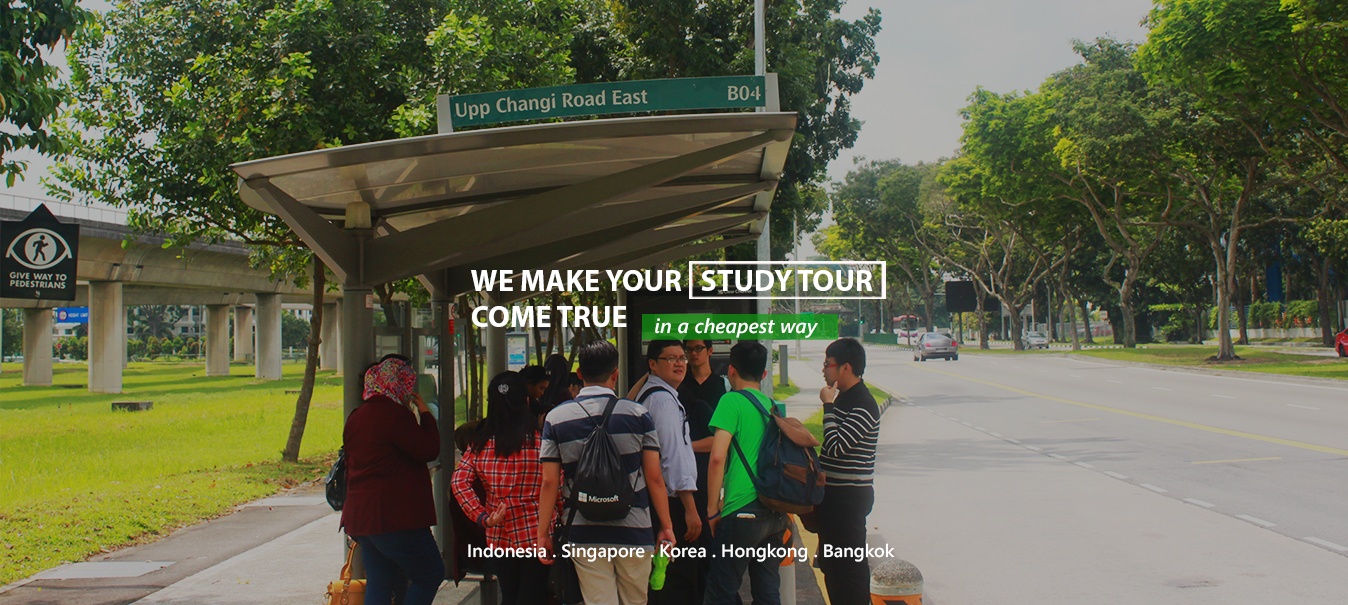 Upp Changi Road East B04
GIVE WAY TO
PEDESTRIANS
WE MAKE YOUR STUDY TOUR
COME TRUE in a cheapest way
Microsoft
Indonesia . Singapore . Korea . Hongkong . Bangkok